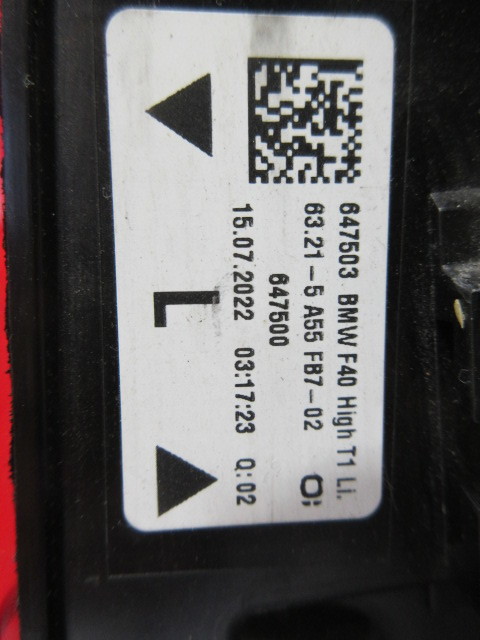 647503 BMW F40 High T1 Li.
63.21-5 A55 FB7-02
647500
15.07.2022 03:17:23 Q:02
L